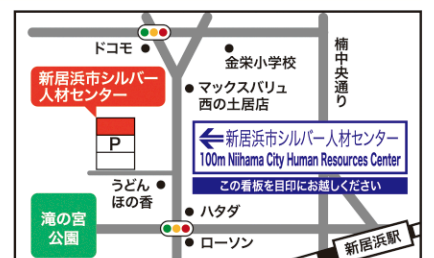 ドコモ
金栄小学校
楠中央通り
新居浜市シルバー
人材センター
マックスバリュ
西の土居店
P
新居浜市シルバー人材センター
100m Niihama City Human Resources Center
この看板を目印にお越しください
うどん
ほの香
滝の宮
公園
ハタダ
ローソン
新居浜駅